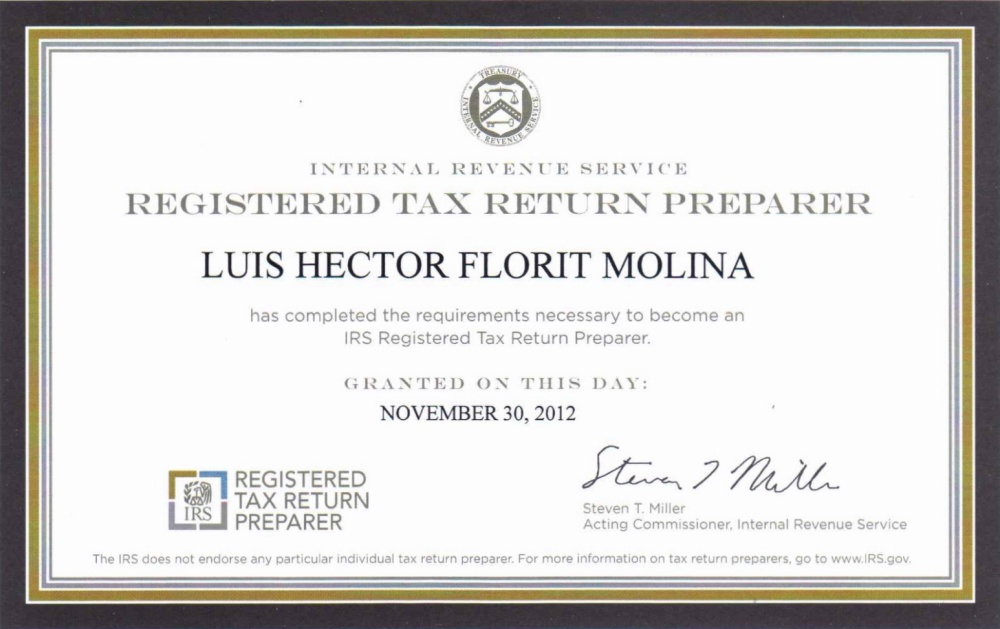 TREASURY
INTERNAL REVENUE SERVICE
INTERNAL REVENUE SERVICE
REGISTERED TAX RETURN PREPARER
LUIS HECTOR FLORIT MOLINA
has completed the requirements necessary to become an
IRS Registered Tax Return Preparer.
GRANTED ON THIS DAY:
NOVEMBER 30, 2012
IRS
REGISTERED
TAX RETURN
PREPARER
Steven T Miller
Steven T. Miller
Acting Commissioner, Internal Revenue Service
The IRS does not endorse any particular individual tax return preparer. For more information on tax return preparers, go to www.IRS.gov.